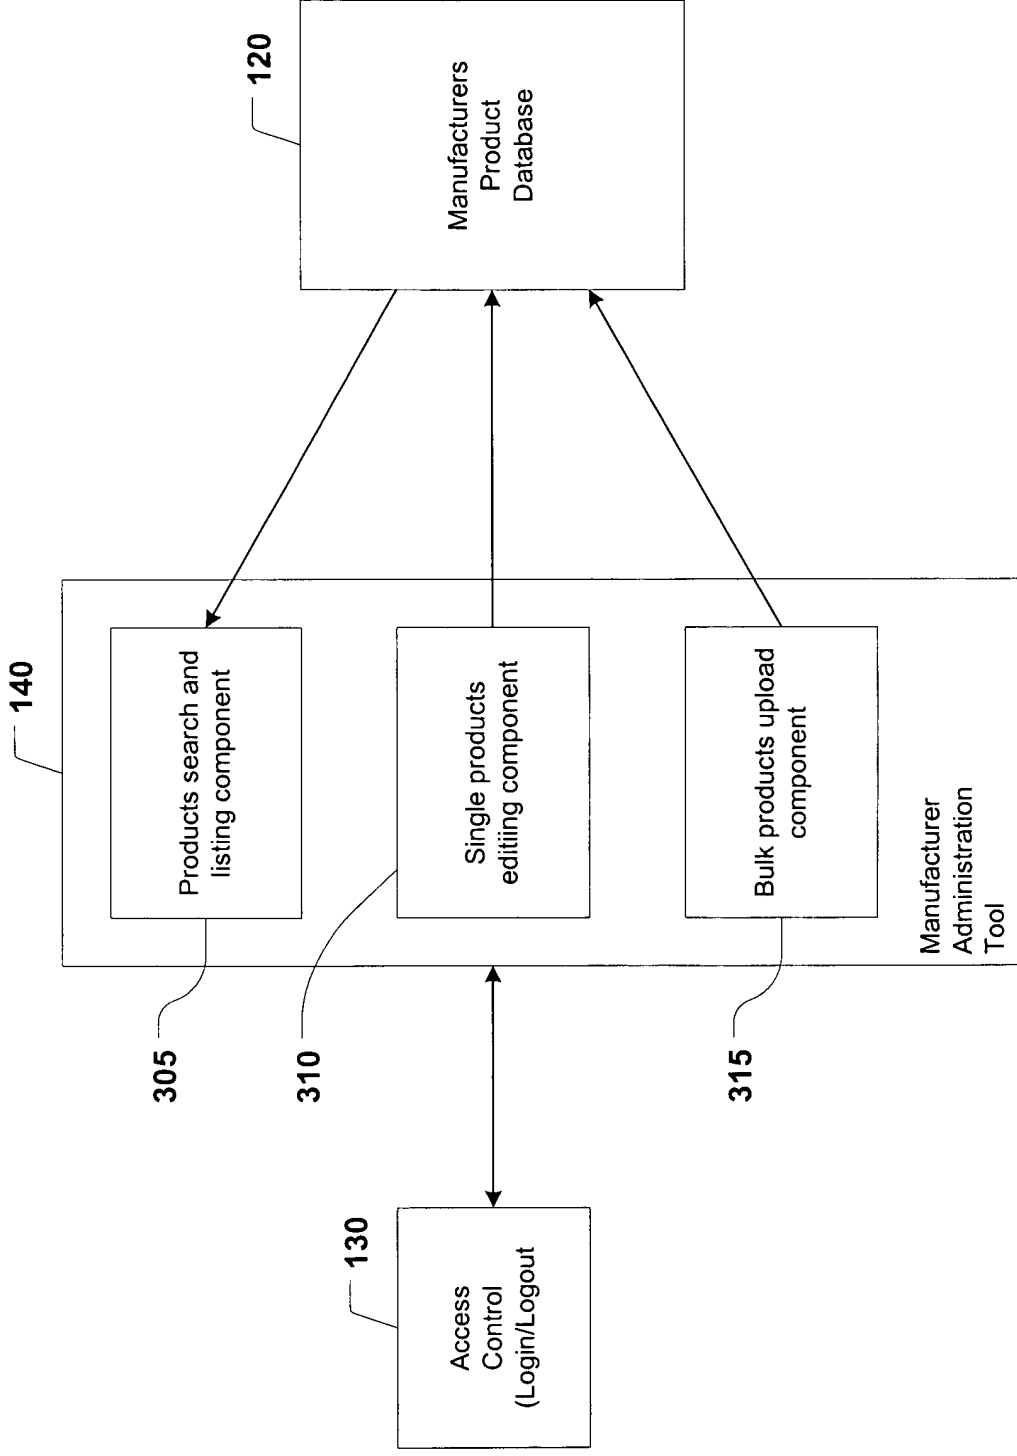 140
120
Products search and
listing component
305
Manufacturers
Product
Database
130
Access
Control
(Login/Logout
310
Single products
editiing component
315
Bulk products upload
component
Manufacturer
Administration
Tool